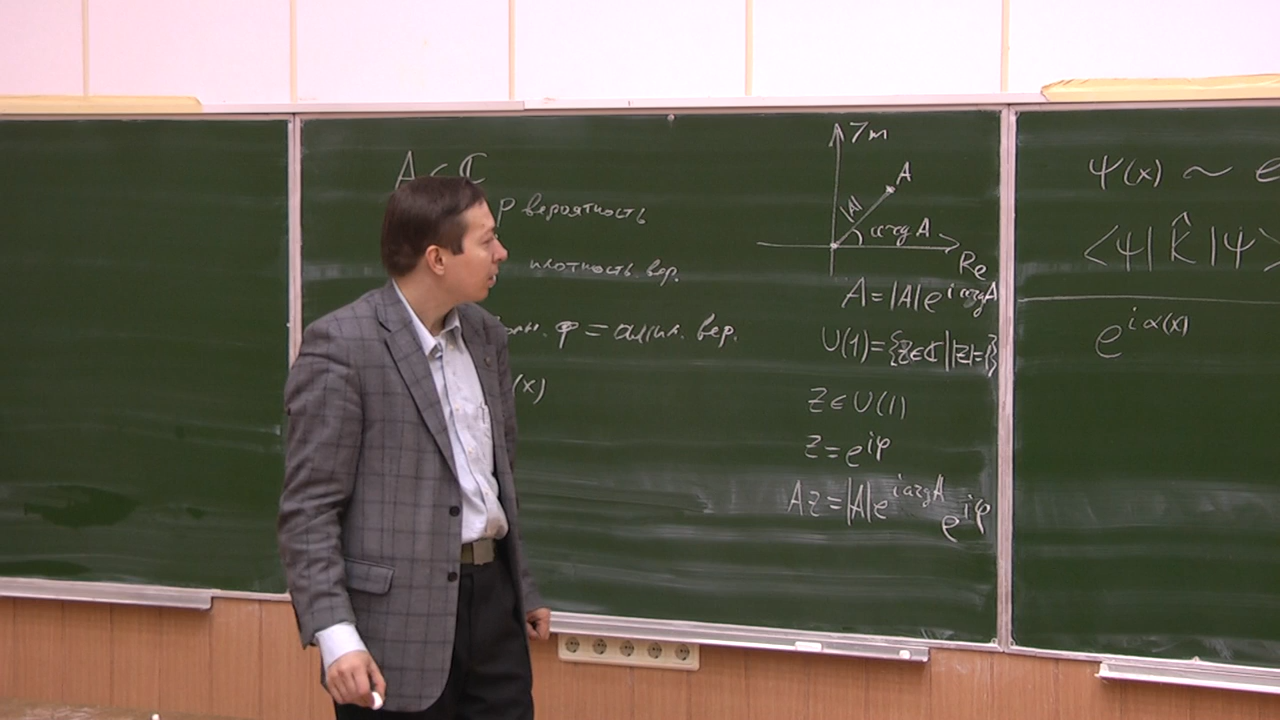 A ∈ ℂ
P вероятность
плотность вер.
φ = ампл. вер.
(x)
Im
A
|A|
arg A
Re
A = |A| e^{i arg A}
U(1) = {z ∈ ℂ | |z| = 1}
z ∈ U(1)
z = e^{iφ}
Az = |A| e^{i arg A} e^{iφ}
Ψ(x) ~ e
⟨Ψ| K̂ |Ψ⟩
e^{iα(x)}